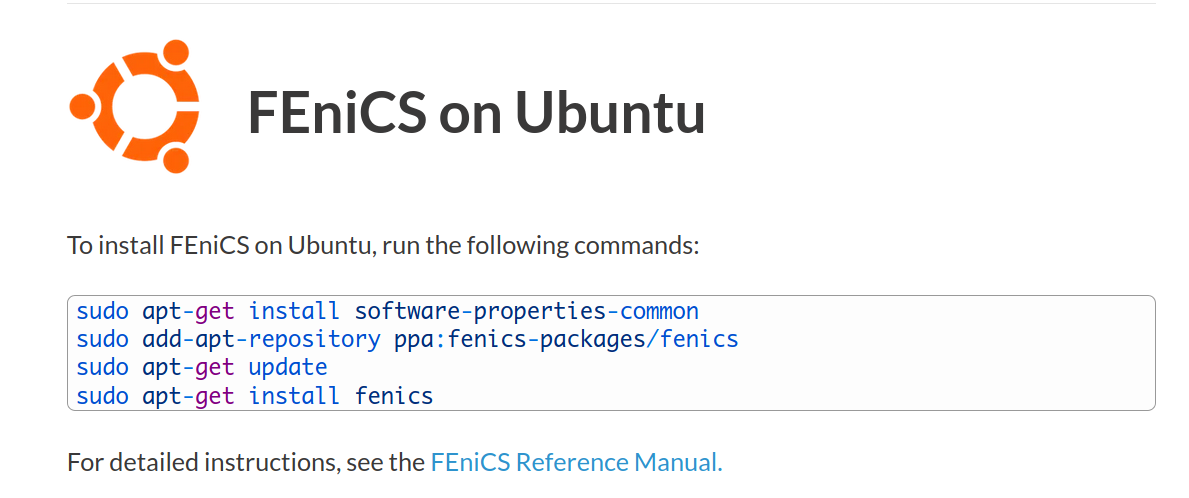 FEniCS on Ubuntu
To install FEniCS on Ubuntu, run the following commands:
sudo apt-get install software-properties-common
sudo add-apt-repository ppa:fenics-packages/fenics
sudo apt-get update
sudo apt-get install fenics
For detailed instructions, see the FEniCS Reference Manual.